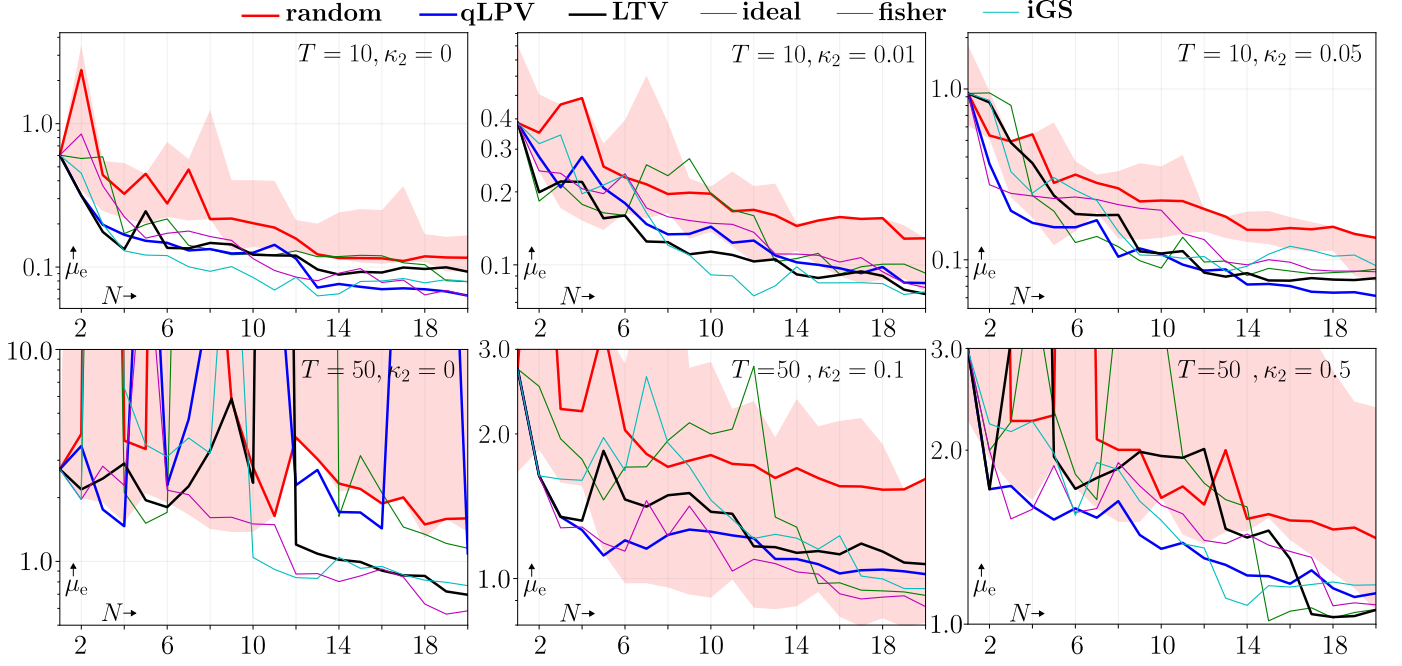 random qLPV LTV ideal fisher iGS
T = 10, κ₂ = 0
1.0
0.1
μₑ
N→
2 6 10 14 18
T = 10, κ₂ = 0.01
0.4
0.3
0.2
0.1
μₑ
N→
2 6 10 14 18
T = 10, κ₂ = 0.05
1.0
0.1
μₑ
N→
2 6 10 14 18
10.0
T = 50, κ₂ = 0
1.0
μₑ
N→
2 6 10 14 18
3.0
T=50 , κ₂ = 0.1
2.0
1.0
μₑ
N→
2 6 10 14 18
3.0
T=50 , κ₂ = 0.5
2.0
1.0
μₑ
N→
2 6 10 14 18